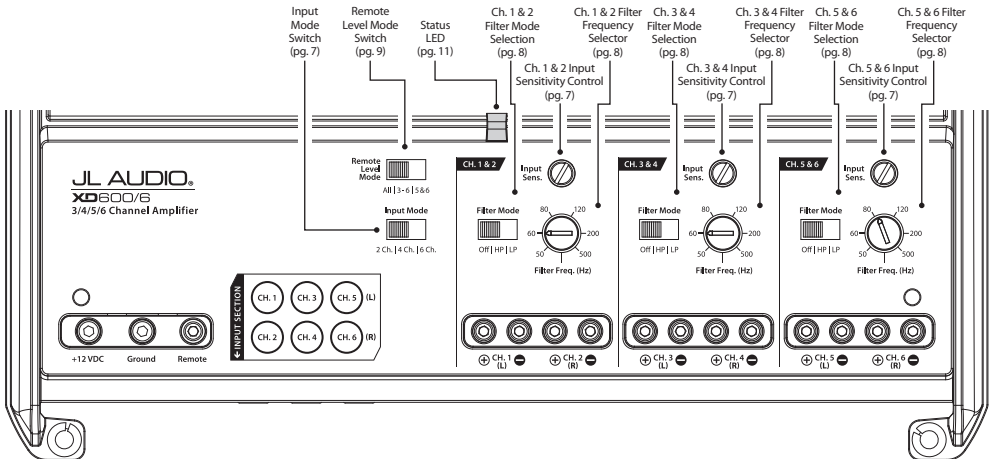 Input
Mode
Switch
(pg. 7)
Remote
Level Mode
Switch
(pg. 9)
Status
LED
(pg. 11)
Ch. 1 & 2
Filter Mode
Selection
(pg. 8)
Ch. 1 & 2 Filter
Frequency
Selector
(pg. 8)
Ch. 3 & 4
Filter Mode
Selection
(pg. 8)
Ch. 3 & 4 Filter
Frequency
Selector
(pg. 8)
Ch. 5 & 6
Filter Mode
Selection
(pg. 8)
Ch. 5 & 6 Filter
Frequency
Selector
(pg. 8)
Ch. 1 & 2 Input
Sensitivity Control
(pg. 7)
Ch. 3 & 4 Input
Sensitivity Control
(pg. 7)
Ch. 5 & 6 Input
Sensitivity Control
(pg. 7)
JL AUDIO®
XD600/6
3/4/5/6 Channel Amplifier
Remote
Level
Mode
All | 3-6 | 5&6
Input Mode
2 Ch. | 4 Ch. | 6 Ch.
CH. 1 & 2
Input
Sens.
Filter Mode
Off | HP | LP
80 120
60 200
50 500
Filter Freq. (Hz)
CH. 3 & 4
Input
Sens.
Filter Mode
Off | HP | LP
80 120
60 200
50 500
Filter Freq. (Hz)
CH. 5 & 6
Input
Sens.
Filter Mode
Off | HP | LP
80 120
60 200
50 500
Filter Freq. (Hz)
INPUT SECTION
CH. 1 CH. 3 CH. 5 (L)
CH. 2 CH. 4 CH. 6 (R)
+12 VDC Ground Remote
CH. 1
(L)
CH. 2
(R)
CH. 3
(L)
CH. 4
(R)
CH. 5
(L)
CH. 6
(R)